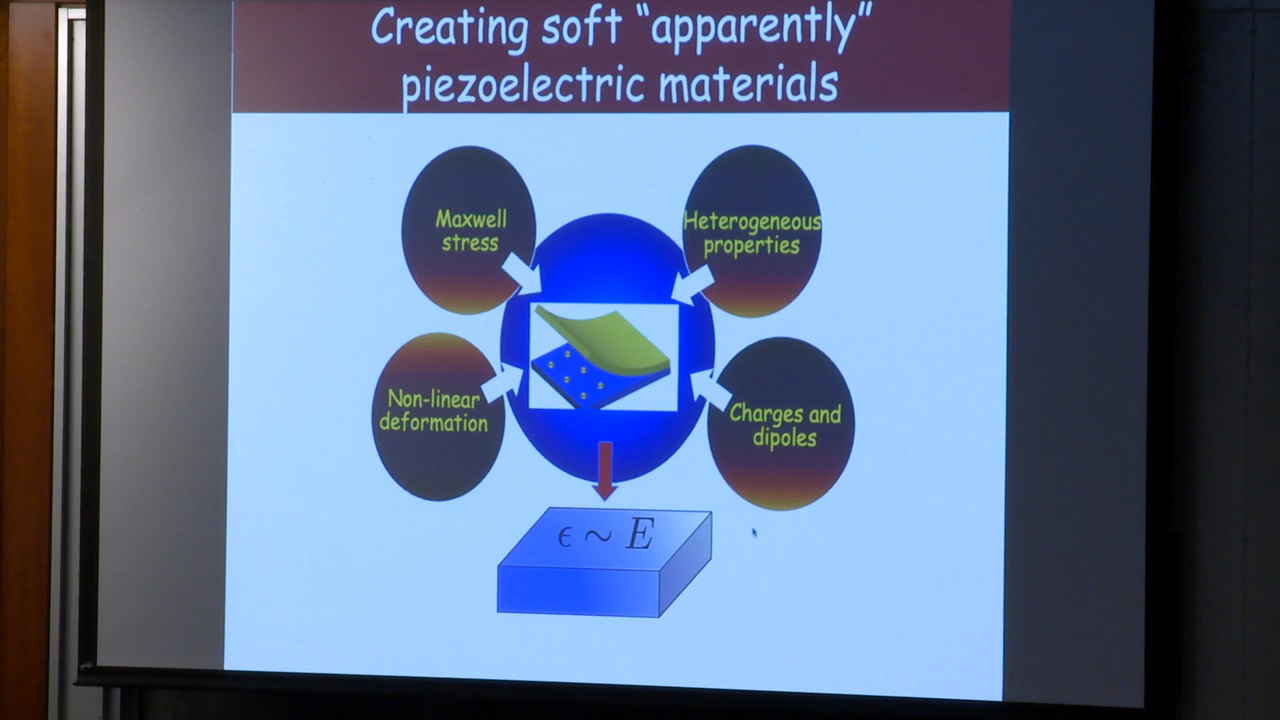 Creating soft “apparently”
piezoelectric materials
Maxwell
stress
Heterogeneous
properties
Non-linear
deformation
Charges and
dipoles
ϵ ∼ E